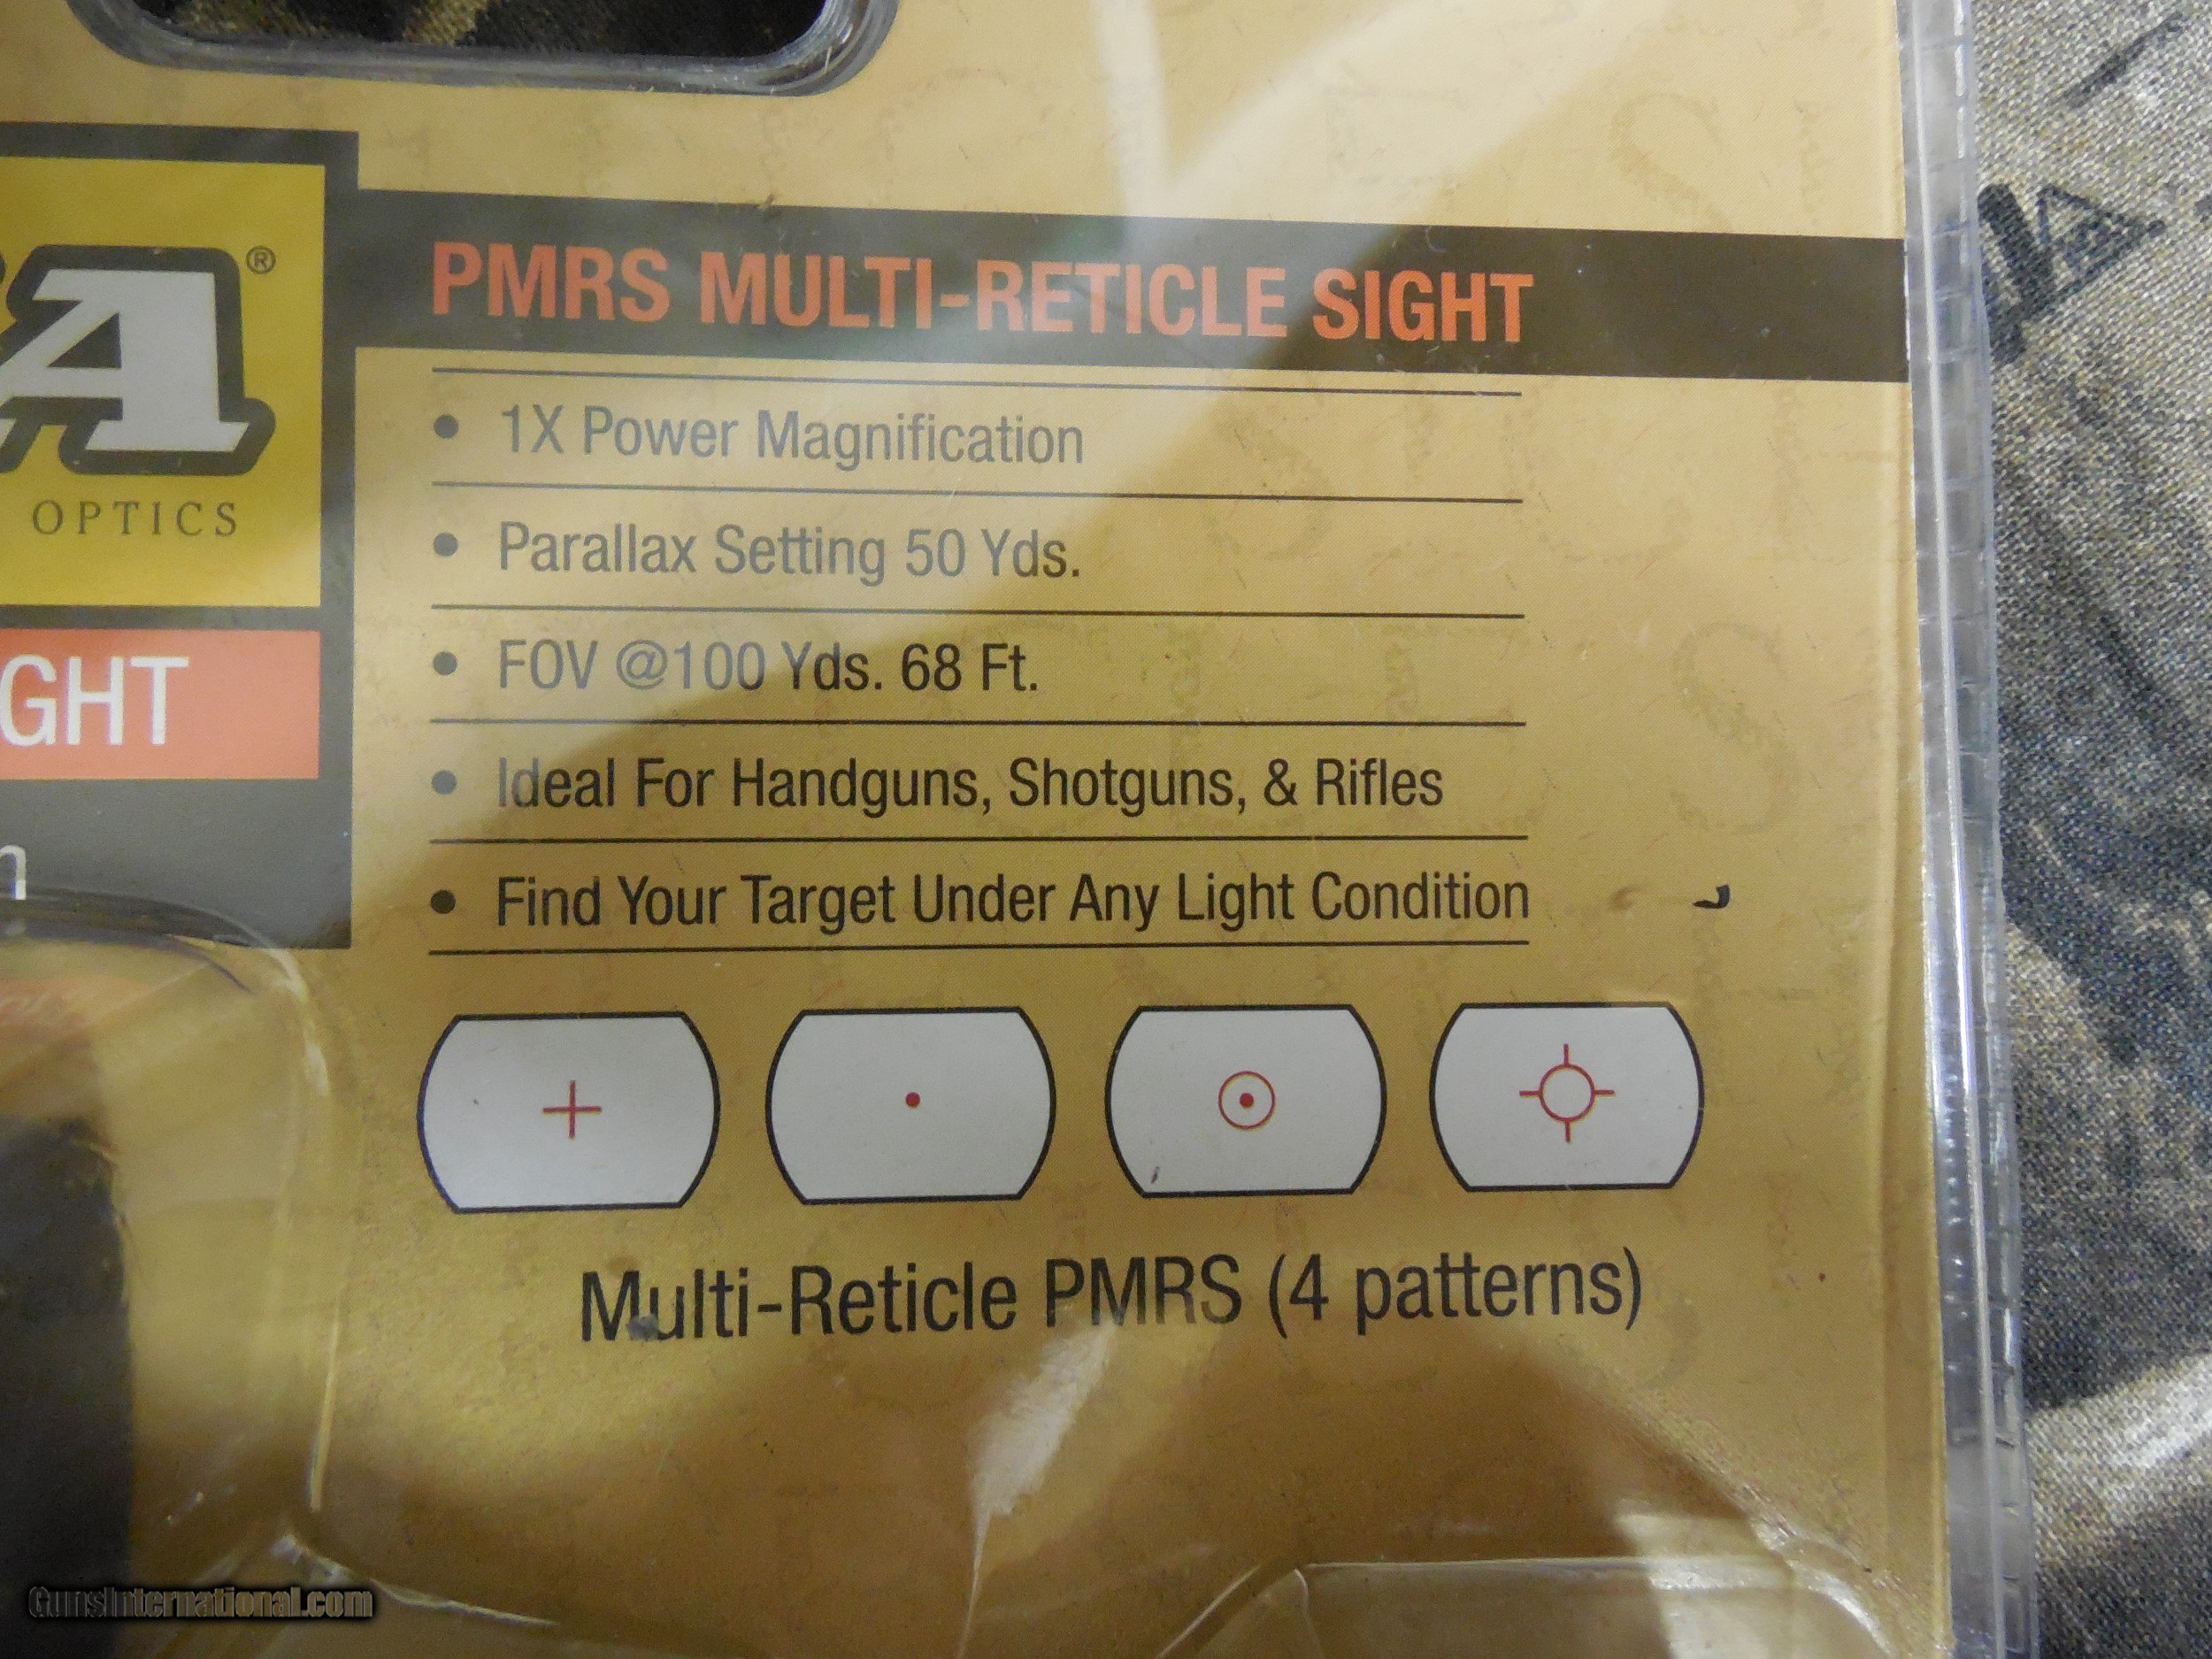 A®
OPTICS
GHT
PMRS MULTI-RETICLE SIGHT
• 1X Power Magnification
• Parallax Setting 50 Yds.
• FOV @100 Yds. 68 Ft.
• Ideal For Handguns, Shotguns, & Rifles
• Find Your Target Under Any Light Condition
Multi-Reticle PMRS (4 patterns)
GunsInternational.com